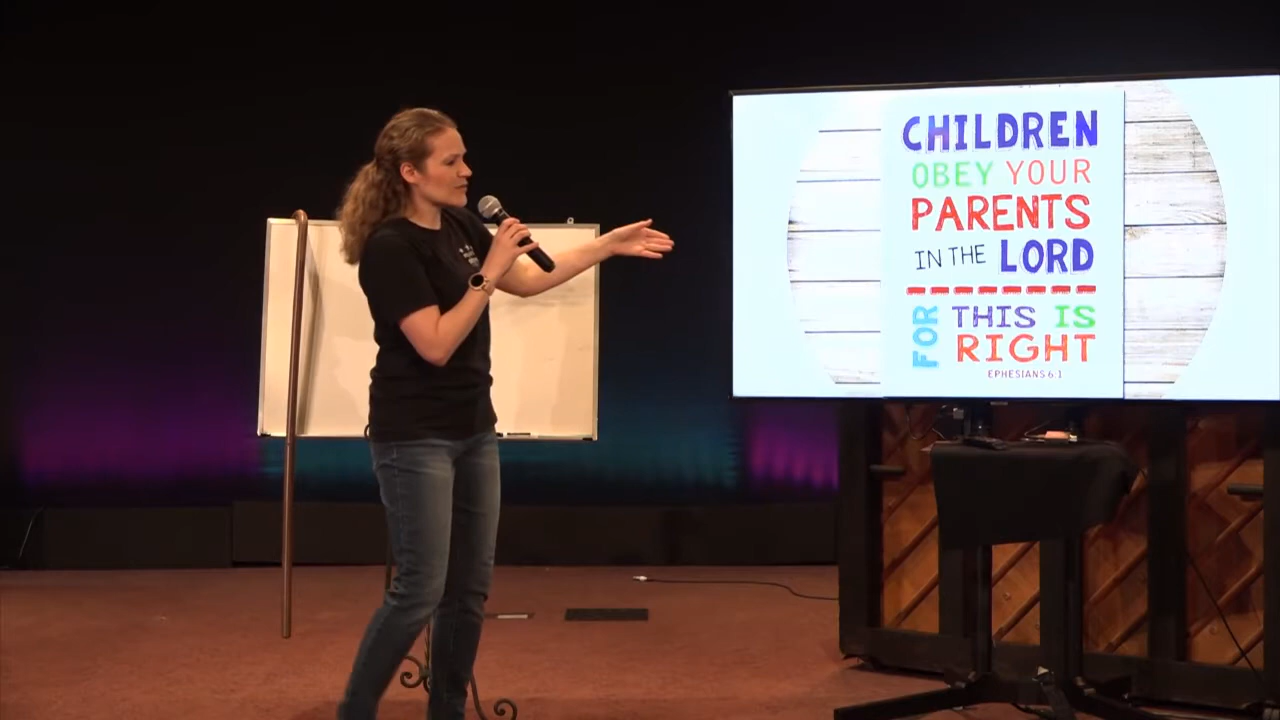 CHILDREN
OBEY YOUR
PARENTS
IN THE LORD
FOR THIS IS
RIGHT
EPHESIANS 6:1